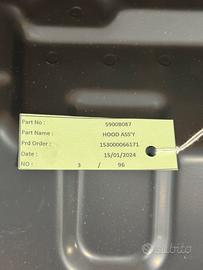 Part No : 59008087
Part Name : HOOD ASS'Y
Prd Order : 153000066171
Date : 15/01/2024
NO : 3 / 96
subito